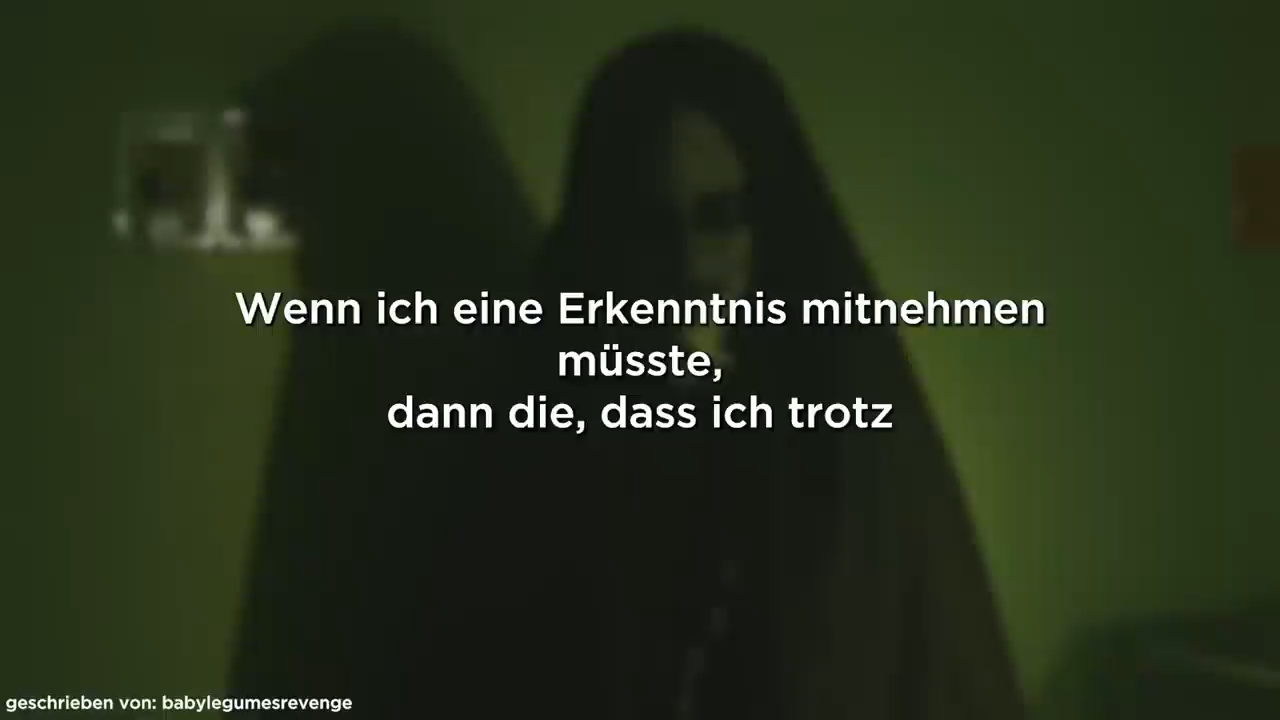 Wenn ich eine Erkenntnis mitnehmen
müsste,
dann die, dass ich trotz
geschrieben von: babylegumesrevenge